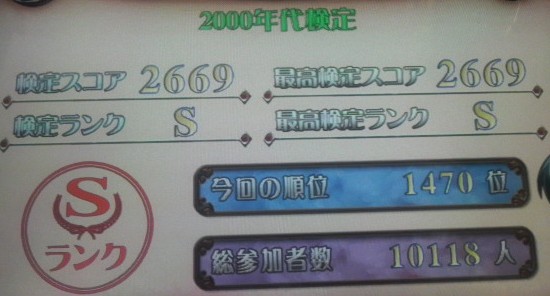 2000年代検定
検定スコア 2669 最高検定スコア 2669
検定ランク S 最高検定ランク S
S
ランク
今回の順位 1470 位
総参加者数 10118 人